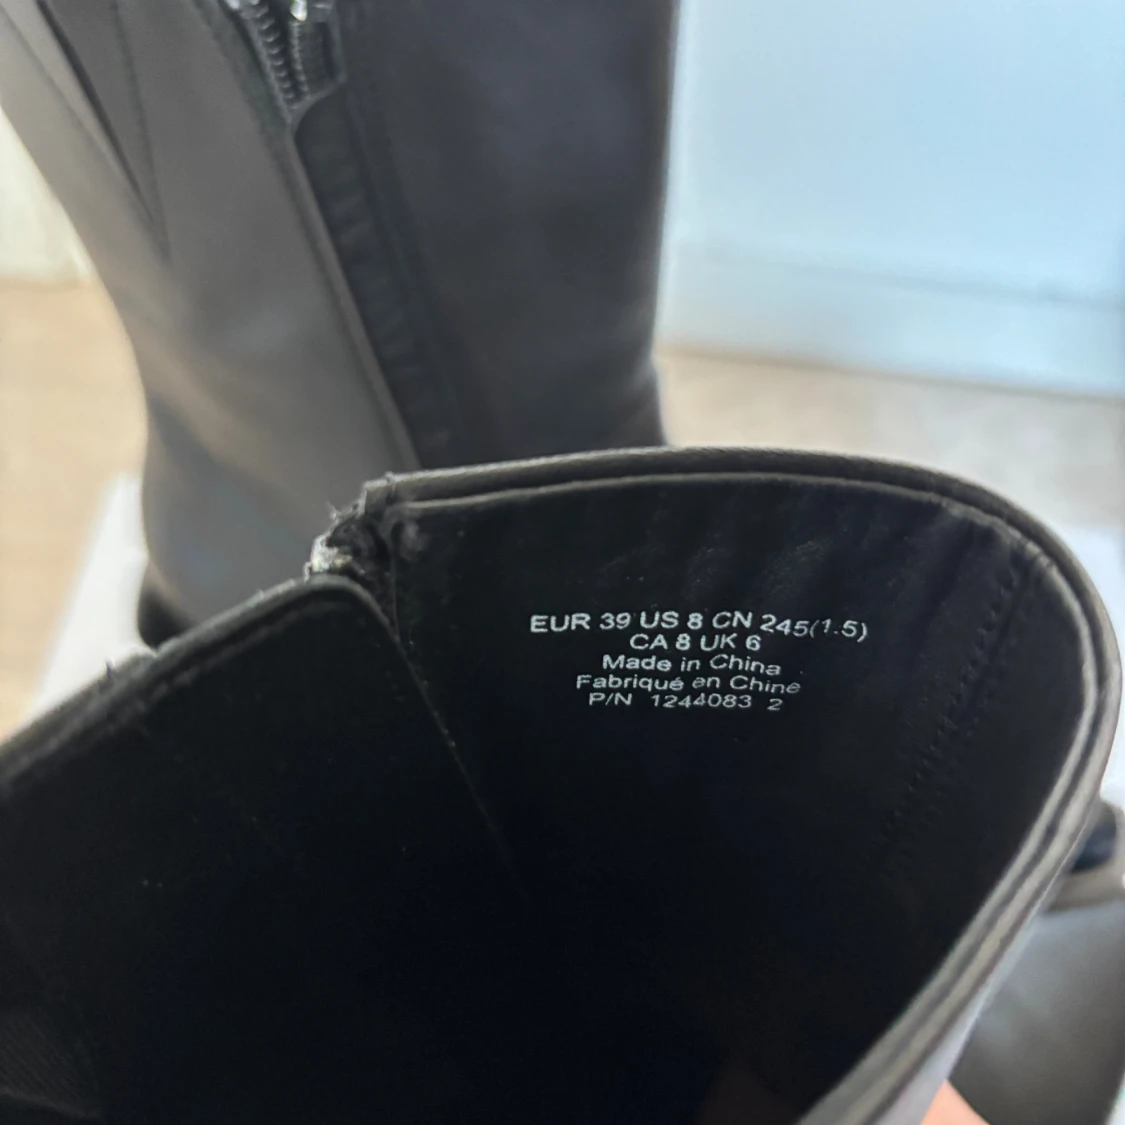 EUR 39 US 8 CN 245(1.5)
CA 8 UK 6
Made in China
Fabriqué en Chine
P/N 1244083 2